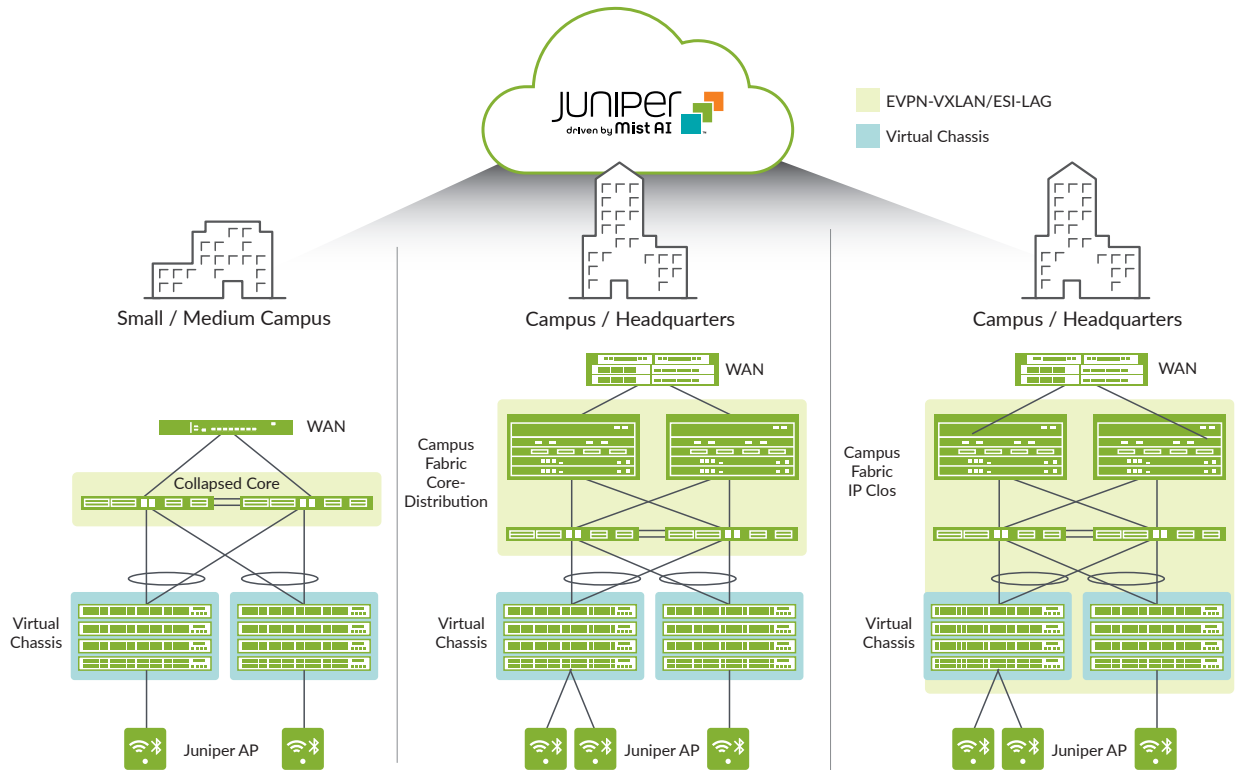 JUNIPEr
driven by Mist AI
EVPN-VXLAN/ESI-LAG
Virtual Chassis
Small / Medium Campus
WAN
Collapsed Core
Virtual
Chassis
Juniper AP
Campus / Headquarters
WAN
Campus
Fabric
Core-
Distribution
Virtual
Chassis
Juniper AP
Campus / Headquarters
WAN
Campus
Fabric
IP Clos
Virtual
Chassis
Juniper AP